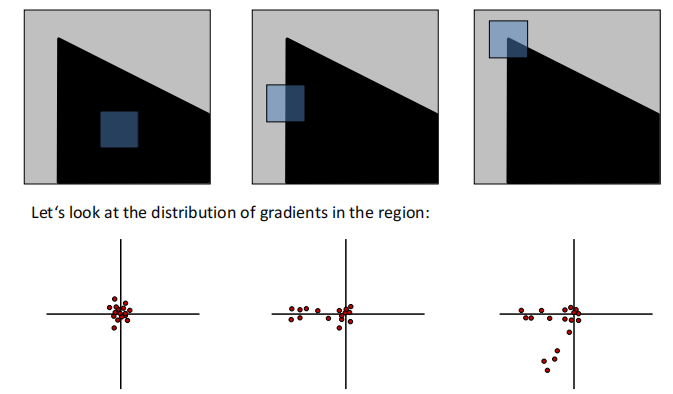 Let‘s look at the distribution of gradients in the region: